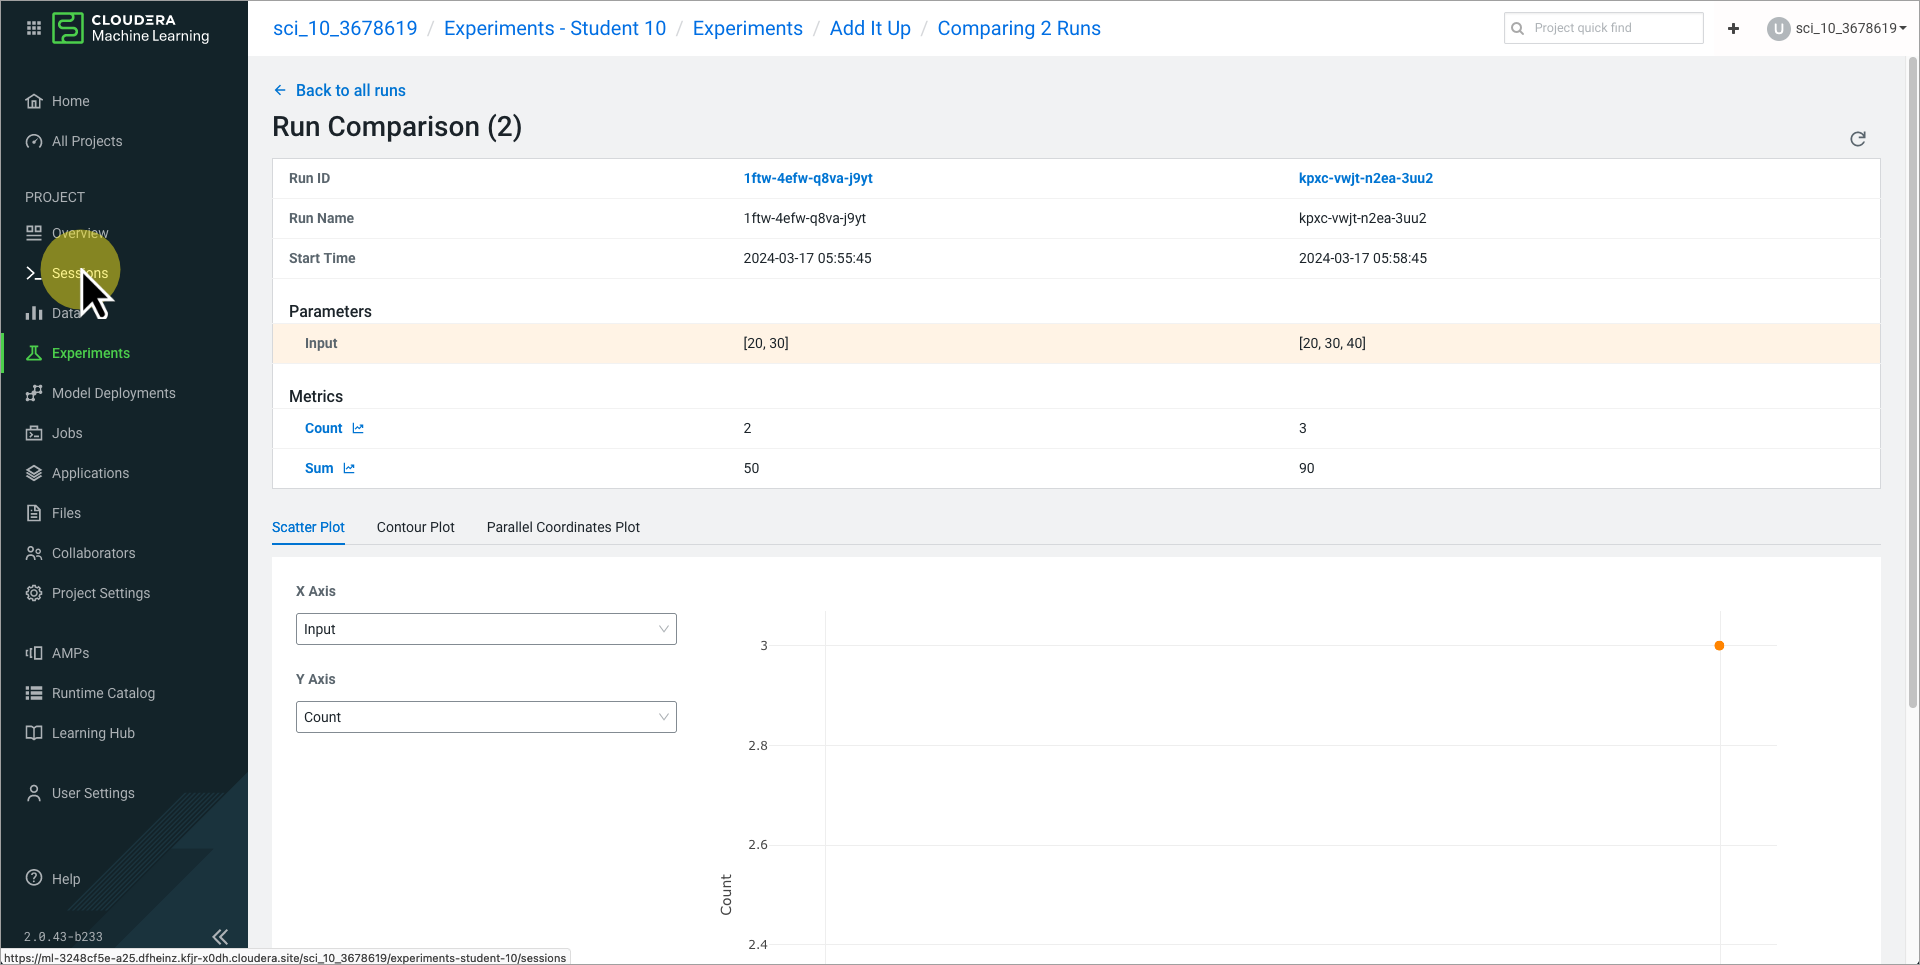 CLOUDERA
Machine Learning
sci_10_3678619 / Experiments - Student 10 / Experiments / Add It Up / Comparing 2 Runs
Project quick find
+
U sci_10_3678619
Home
All Projects
PROJECT
Overview
Sessions
Data
Experiments
Model Deployments
Jobs
Applications
Files
Collaborators
Project Settings
AMPs
Runtime Catalog
Learning Hub
User Settings
Help
2.0.43-b233
← Back to all runs
Run Comparison (2)
Run ID 1ftw-4efw-q8va-j9yt kpxc-vwjt-n2ea-3uu2
Run Name 1ftw-4efw-q8va-j9yt kpxc-vwjt-n2ea-3uu2
Start Time 2024-03-17 05:55:45 2024-03-17 05:58:45
Parameters
Input [20, 30] [20, 30, 40]
Metrics
Count 2 3
Sum 50 90
Scatter Plot Contour Plot Parallel Coordinates Plot
X Axis
Input
Y Axis
Count
3
2.8
2.6
2.4
Count
https://ml-3248cf5e-a25.dfheinz.kfjr-x0dh.cloudera.site/sci_10_3678619/experiments-student-10/sessions